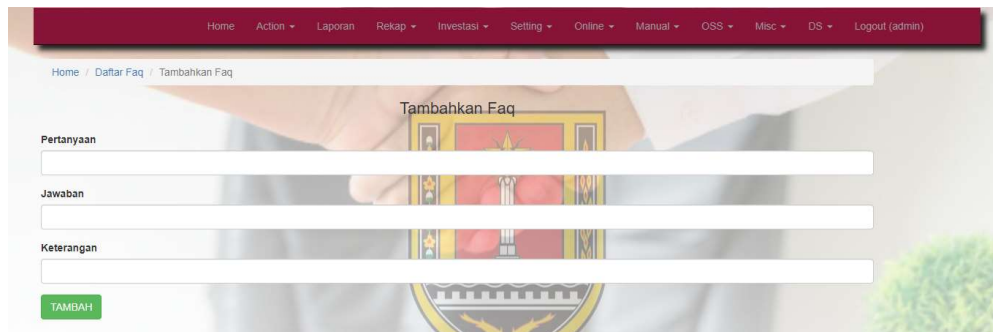 Home Action Laporan Rekap Investasi Setting Online Manual OSS Misc DS Logout (admin)
Home / Daftar Faq / Tambahkan Faq
Tambahkan Faq
Pertanyaan
Jawaban
Keterangan
TAMBAH